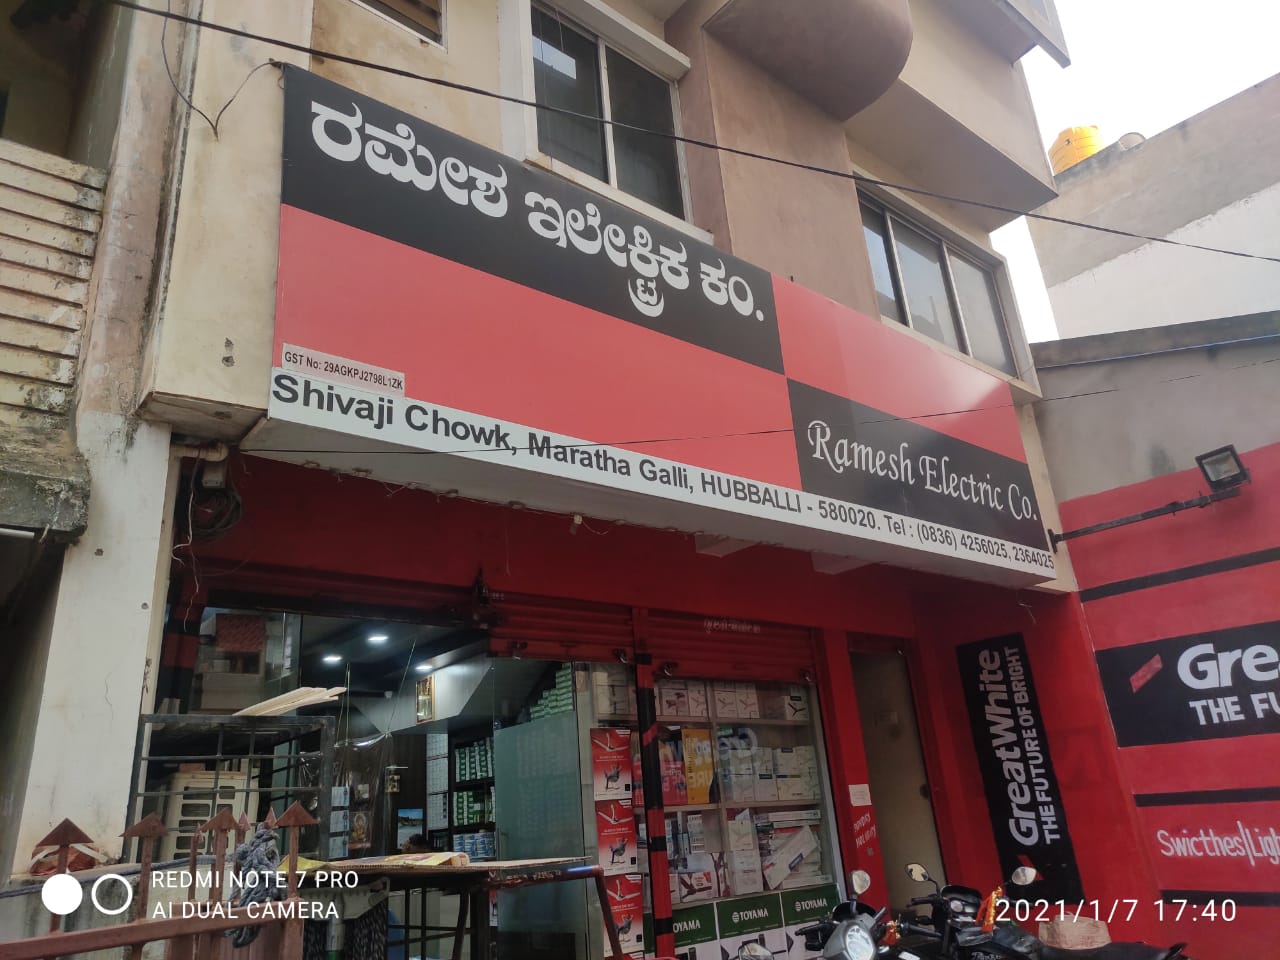 ರಮೇಶ ಇಲೇಕ್ಟ್ರಿಕ ಕಂ.
GST No: 29AGKPJ2798L1ZK
Ramesh Electric Co.
Shivaji Chowk, Maratha Galli, HUBBALLI - 580020. Tel : (0836) 4256025, 2364025
GreatWhite
THE FUTURE OF BRIGHT
Grea
THE FU
Swicthes|Ligh
TOYAMA
TOYAMA
TOYAMA
REDMI NOTE 7 PRO
AI DUAL CAMERA
2021/1/7 17:40